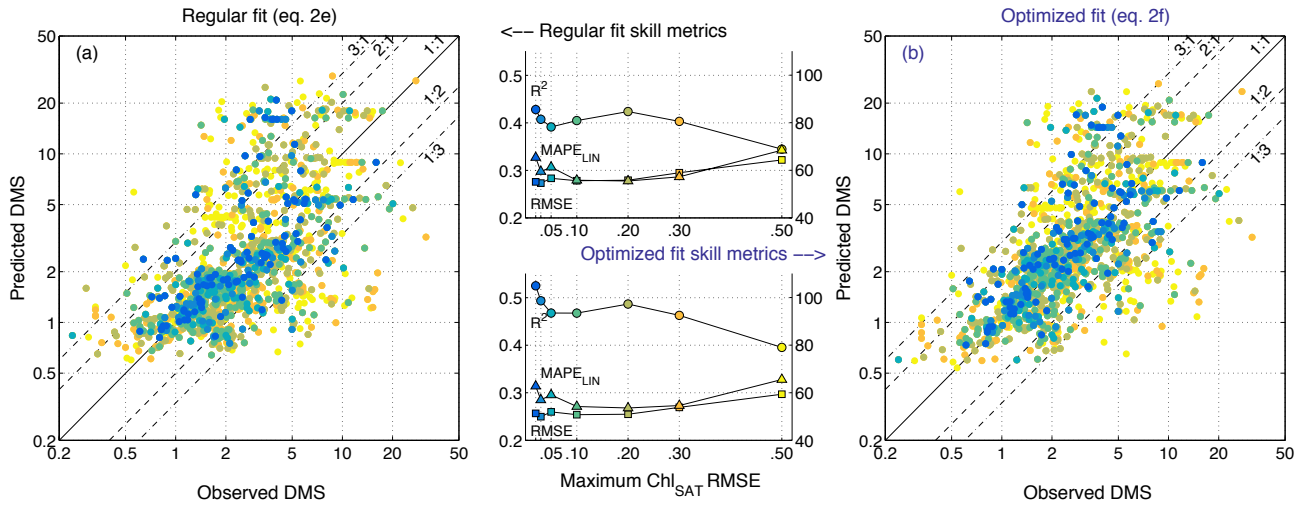 Regular fit (eq. 2e)
(a)
3:1
2:1
1:1
1:2
1:3
50
20
10
5
2
1
0.5
0.2
Predicted DMS
0.2 0.5 1 2 5 10 20 50
Observed DMS
<−− Regular fit skill metrics
0.5
0.4
0.3
0.2
100
80
60
40
R2
MAPELIN
RMSE
.05 .10 .20 .30 .50
Optimized fit skill metrics −−>
0.5
0.4
0.3
0.2
100
80
60
40
R2
MAPELIN
RMSE
.05 .10 .20 .30 .50
Maximum ChlSAT RMSE
Optimized fit (eq. 2f)
(b)
3:1
2:1
1:1
1:2
1:3
50
20
10
5
2
1
0.5
0.2
Predicted DMS
0.2 0.5 1 2 5 10 20 50
Observed DMS